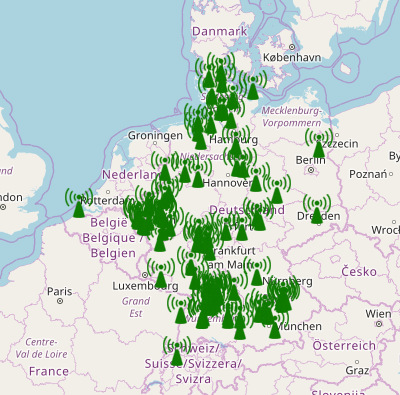 Danmark
København
Mecklenburg-
Vorpommern
Groningen
Hamburg
Szczecin
Niedersachsen
Berlin
Nederland
Poznań
Hannover
Rotterdam
Deutschland
Dresden
België /
Belgique /
Belgien
Frankfurt
am Main
Luxembourg
Nürnberg
Česko
Paris
Grand
Est
Wien
München
Centre-
Val de Loire
Schweiz/
Suisse/Svizzera/
Svizra
Österreich
France
Graz